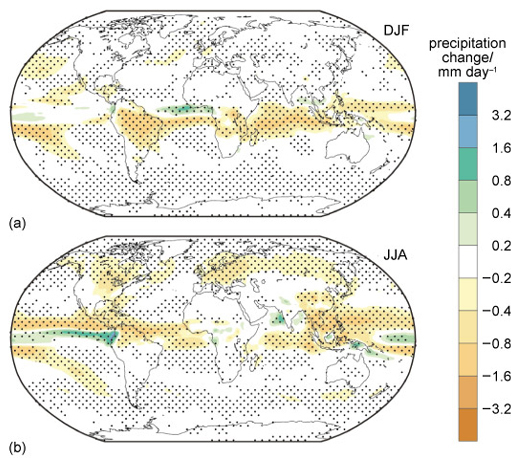 DJF
precipitation
change/
mm day⁻¹
3.2
1.6
0.8
0.4
0.2
−0.2
−0.4
−0.8
−1.6
−3.2
(a)
JJA
(b)